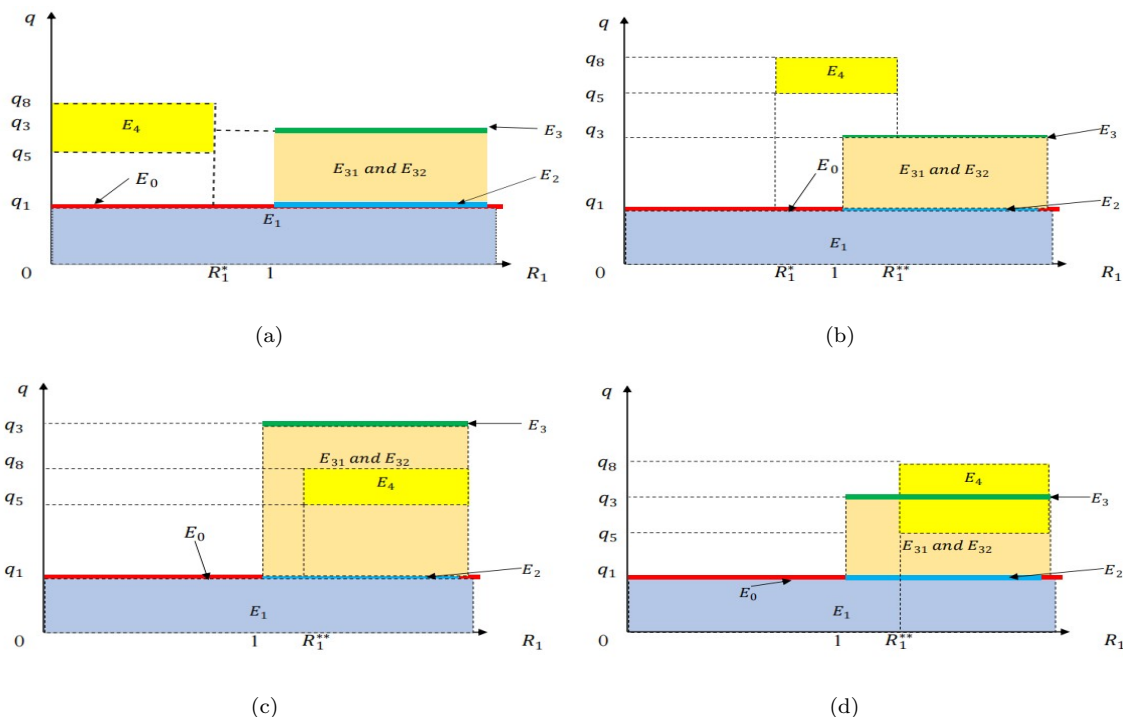 q
q₈
q₃
q₅
q₁
0
E₄
E₀
E₁
E₃₁ and E₃₂
E₃
E₂
R₁*
1
R₁
(a)
q
q₈
q₅
q₃
q₁
0
E₄
E₀
E₁
E₃₁ and E₃₂
E₃
E₂
R₁*
1
R₁**
R₁
(b)
q
q₃
q₈
q₅
q₁
0
E₃₁ and E₃₂
E₄
E₀
E₁
E₃
E₂
1
R₁**
R₁
(c)
q
q₈
q₃
q₅
q₁
0
E₄
E₃₁ and E₃₂
E₀
E₁
E₃
E₂
1
R₁**
R₁
(d)